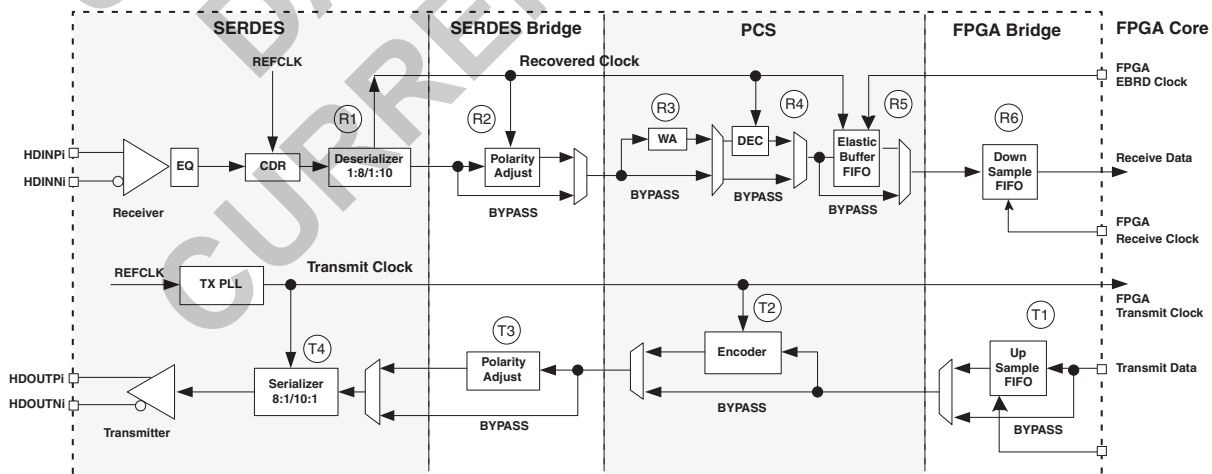 SERDES
SERDES Bridge
PCS
FPGA Bridge
FPGA Core
REFCLK
Recovered Clock
FPGA
EBRD Clock
R1
R2
R3
R4
R5
R6
HDINPi
HDINNi
EQ
CDR
Deserializer
1:8/1:10
Polarity
Adjust
WA
DEC
Elastic
Buffer
FIFO
Down
Sample
FIFO
Receive Data
Receiver
BYPASS
BYPASS
BYPASS
BYPASS
FPGA
Receive Clock
REFCLK
TX PLL
Transmit Clock
FPGA
Transmit Clock
T4
T3
T2
T1
HDOUTPi
HDOUTNi
Transmitter
Serializer
8:1/10:1
Polarity
Adjust
Encoder
Up
Sample
FIFO
Transmit Data
BYPASS
BYPASS
BYPASS
CURRENT